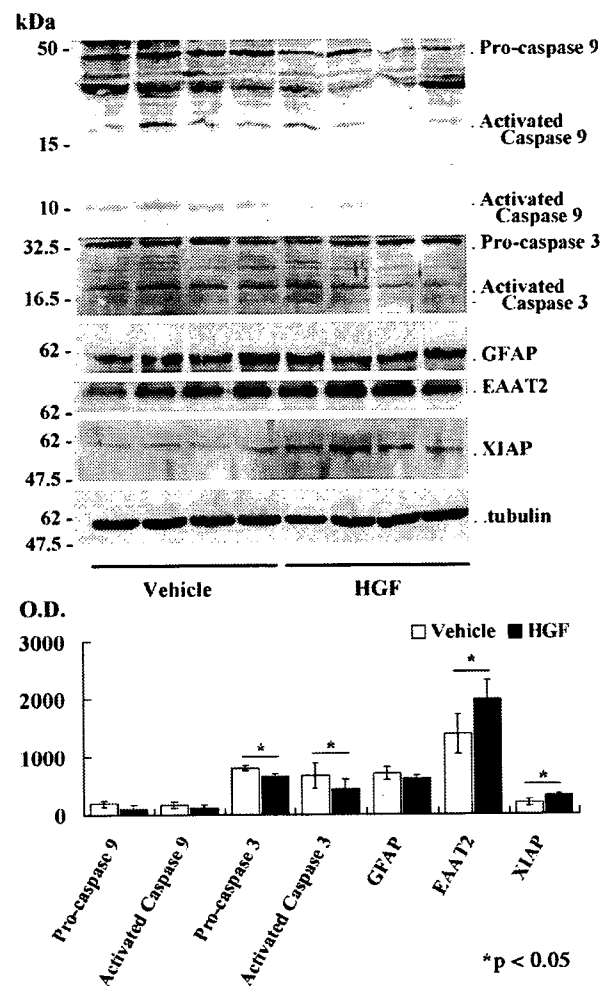 kDa
50 -
. Pro-caspase 9
. Activated
Caspase 9
15 -
10 -
. Activated
Caspase 9
32.5 -
. Pro-caspase 3
16.5 -
. Activated
Caspase 3
62 -
. GFAP
. EAAT2
62 -
62 -
. XIAP
47.5 -
62 -
. .tubulin
47.5 -
Vehicle HGF
O.D.
3000
Vehicle HGF
2000
1000
0
*
*
*
*
Pro-caspase 9
Activated Caspase 9
Pro-caspase 3
Activated Caspase 3
GFAP
EAAT2
XIAP
*p < 0.05